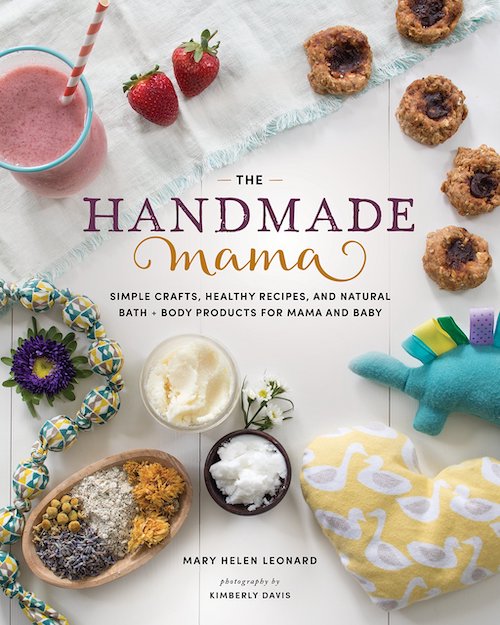 THE
HANDMADE
mama
SIMPLE CRAFTS, HEALTHY RECIPES, AND NATURAL
BATH + BODY PRODUCTS FOR MAMA AND BABY
MARY HELEN LEONARD
photography by
KIMBERLY DAVIS